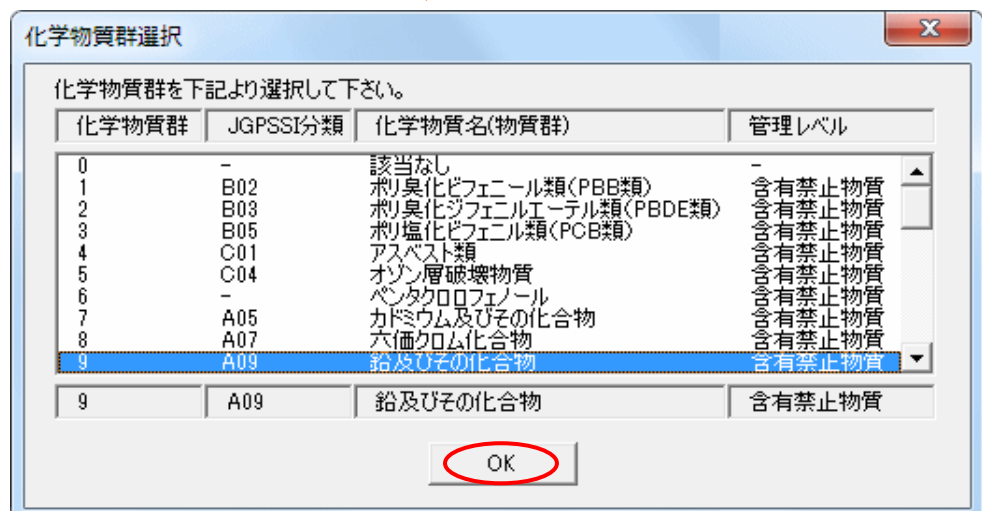 化学物質群選択
化学物質群を下記より選択して下さい。
化学物質群 JGPSSI分類 化学物質名(物質群) 管理レベル
0 - 該当なし -
1 B02 ポリ臭化ビフェニール類(PBB類) 含有禁止物質
2 B03 ポリ臭化ジフェニルエーテル類(PBDE類) 含有禁止物質
3 B05 ポリ塩化ビフェニル類(PCB類) 含有禁止物質
4 C01 アスベスト類 含有禁止物質
5 C04 オゾン層破壊物質 含有禁止物質
6 - ペンタクロロフェノール 含有禁止物質
7 A05 カドミウム及びその化合物 含有禁止物質
8 A07 六価クロム化合物 含有禁止物質
9 A09 鉛及びその化合物 含有禁止物質
9 A09 鉛及びその化合物 含有禁止物質
OK